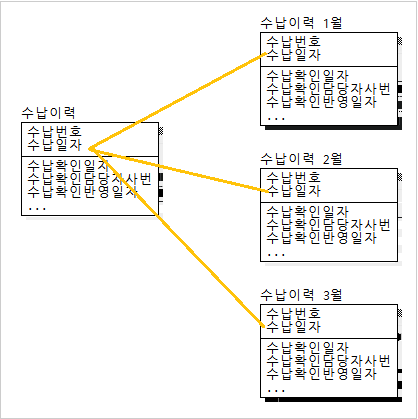 수납이력
수납번호
수납일자
수납확인일자
수납확인담당자사번
수납확인반영일자
...
수납이력 1월
수납번호
수납일자
수납확인일자
수납확인담당자사번
수납확인반영일자
...
수납이력 2월
수납번호
수납일자
수납확인일자
수납확인담당자사번
수납확인반영일자
...
수납이력 3월
수납번호
수납일자
수납확인일자
수납확인담당자사번
수납확인반영일자
...